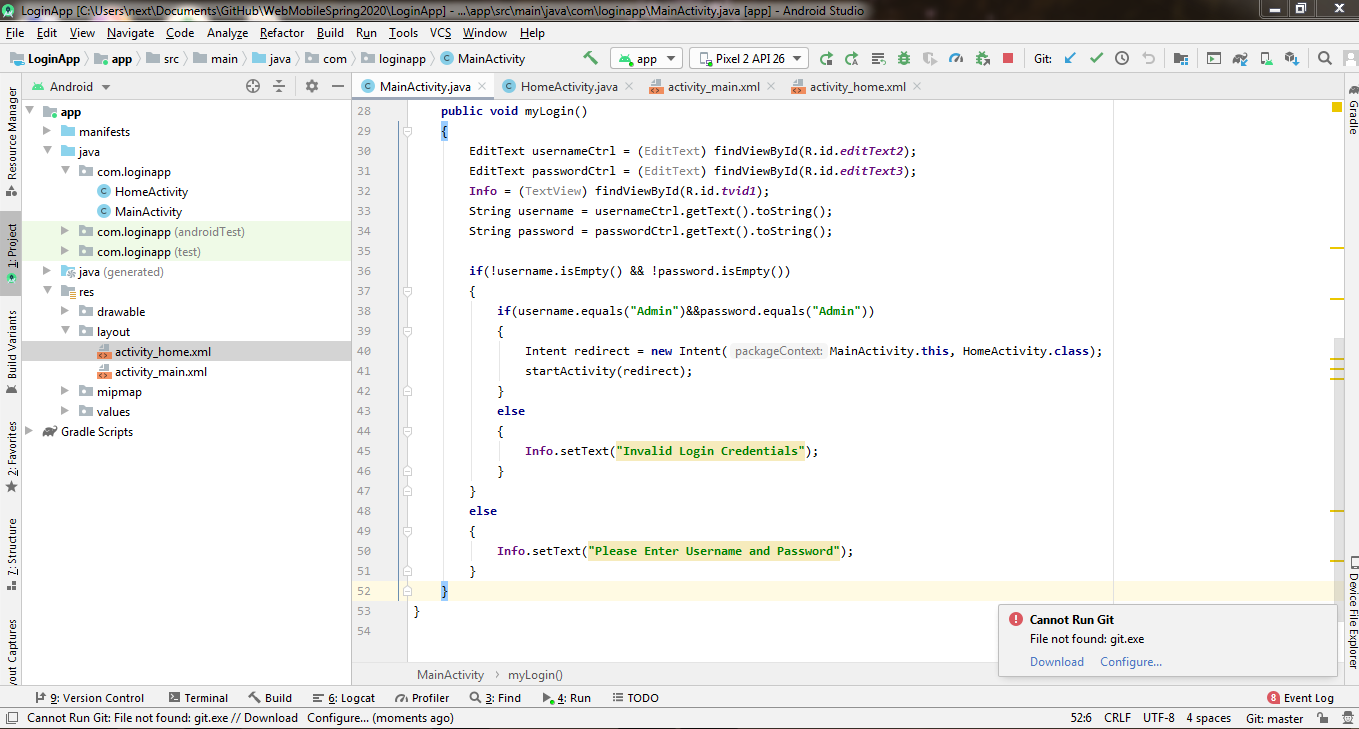 LoginApp [C:\Users\next\Documents\GitHub\WebMobileSpring2020\LoginApp] - ...\app\src\main\java\com\loginapp\MainActivity.java [app] - Android Studio
File Edit View Navigate Code Analyze Refactor Build Run Tools VCS Window Help
LoginApp app src main java com loginapp MainActivity app Pixel 2 API 26 Git:
Android
MainActivity.java HomeActivity.java activity_main.xml activity_home.xml
Resource Manager
1: Project
Build Variants
2: Favorites
7: Structure
yout Captures
app
manifests
java
com.loginapp
HomeActivity
MainActivity
com.loginapp (androidTest)
com.loginapp (test)
java (generated)
res
drawable
layout
activity_home.xml
activity_main.xml
mipmap
values
Gradle Scripts
28 public void myLogin()
29 {
30 EditText usernameCtrl = (EditText) findViewById(R.id.editText2);
31 EditText passwordCtrl = (EditText) findViewById(R.id.editText3);
32 Info = (TextView) findViewById(R.id.tvid1);
33 String username = usernameCtrl.getText().toString();
34 String password = passwordCtrl.getText().toString();
35
36 if(!username.isEmpty() && !password.isEmpty())
37 {
38 if(username.equals("Admin")&&password.equals("Admin"))
39 {
40 Intent redirect = new Intent( packageContext: MainActivity.this, HomeActivity.class);
41 startActivity(redirect);
42 }
43 else
44 {
45 Info.setText("Invalid Login Credentials");
46 }
47 }
48 else
49 {
50 Info.setText("Please Enter Username and Password");
51 }
52 }
53 }
54
Gradle
Device File Explorer
Cannot Run Git
File not found: git.exe
Download Configure...
MainActivity › myLogin()
9: Version Control Terminal Build 6: Logcat Profiler 3: Find 4: Run TODO 8 Event Log
Cannot Run Git: File not found: git.exe // Download Configure... (moments ago) 52:6 CRLF UTF-8 4 spaces Git: master